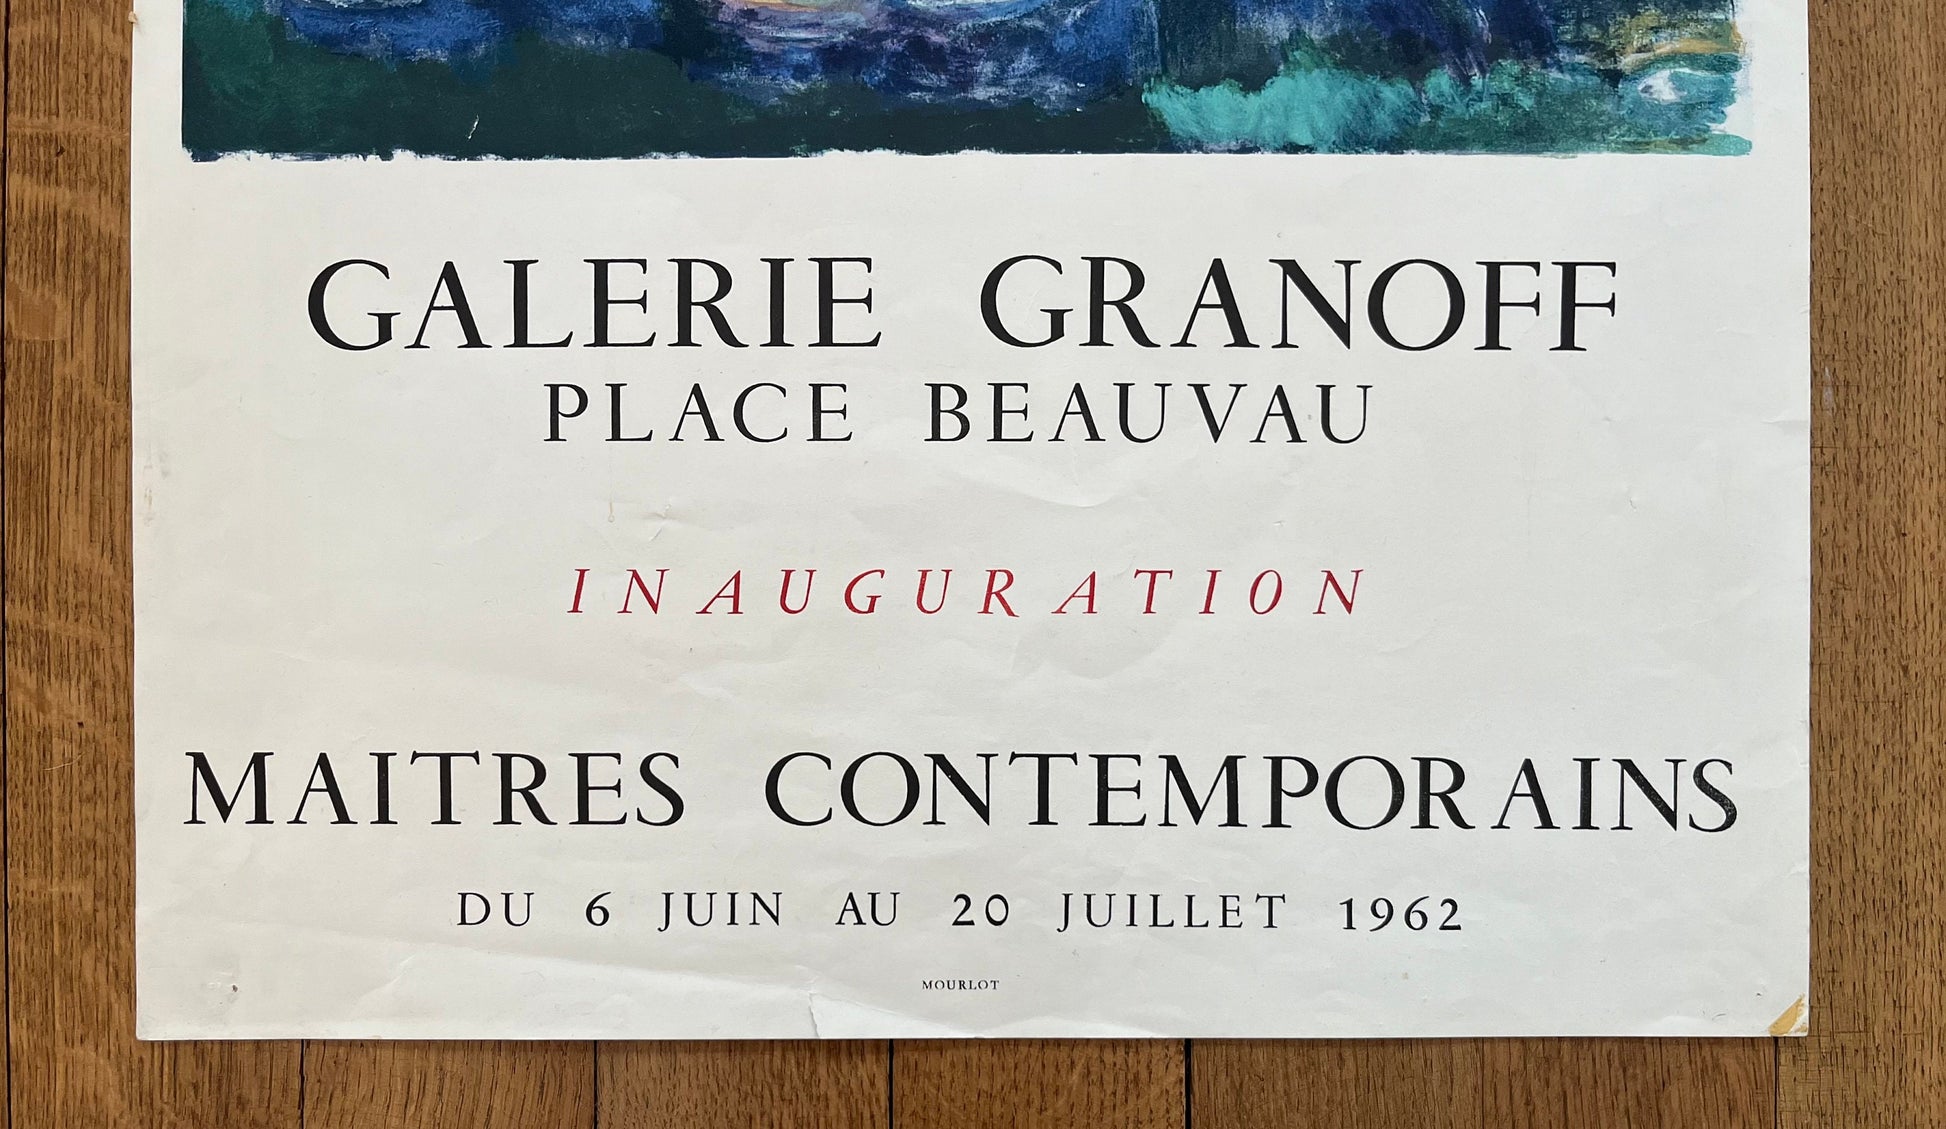 GALERIE GRANOFF
PLACE BEAUVAU
INAUGURATION
MAITRES CONTEMPORAINS
DU 6 JUIN AU 20 JUILLET 1962
MOURLOT